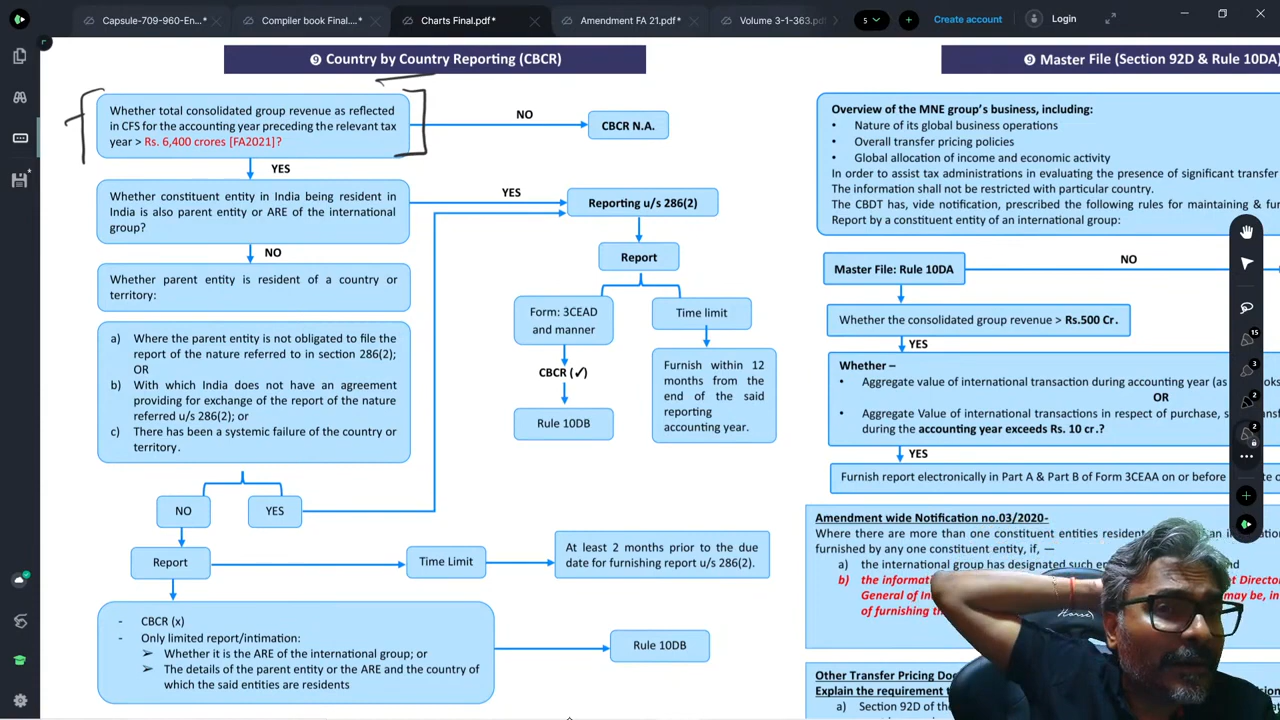 Capsule-709-960-En...*
Compiler book Final....*
Charts Final.pdf*
Amendment FA 21.pdf*
Volume 3-1-363.pd
5
Create account
Login
❾ Country by Country Reporting (CBCR)
Whether total consolidated group revenue as reflected
in CFS for the accounting year preceding the relevant tax
year > Rs. 6,400 crores [FA2021]?
NO
CBCR N.A.
YES
Whether constituent entity in India being resident in
India is also parent entity or ARE of the international
group?
YES
Reporting u/s 286(2)
NO
Report
Whether parent entity is resident of a country or
territory:
Form: 3CEAD
and manner
Time limit
a) Where the parent entity is not obligated to file the
report of the nature referred to in section 286(2);
OR
b) With which India does not have an agreement
providing for exchange of the report of the nature
referred u/s 286(2); or
c) There has been a systemic failure of the country or
territory.
CBCR (✓)
Rule 10DB
Furnish within 12
months from the
end of the said
reporting
accounting year.
NO
YES
Report
Time Limit
At least 2 months prior to the due
date for furnishing report u/s 286(2).
- CBCR (x)
- Only limited report/intimation:
➢ Whether it is the ARE of the international group; or
➢ The details of the parent entity or the ARE and the country of
which the said entities are residents
Rule 10DB
❾ Master File (Section 92D & Rule 10DA)
Overview of the MNE group's business, including:
• Nature of its global business operations
• Overall transfer pricing policies
• Global allocation of income and economic activity
In order to assist tax administrations in evaluating the presence of significant transfer
The information shall not be restricted with particular country.
The CBDT has, vide notification, prescribed the following rules for maintaining & fur
Report by a constituent entity of an international group:
Master File: Rule 10DA
NO
Whether the consolidated group revenue > Rs.500 Cr.
YES
Whether –
• Aggregate value of international transaction during accounting year (as
OR
• Aggregate Value of international transactions in respect of purchase, s
during the accounting year exceeds Rs. 10 cr.?
YES
Furnish report electronically in Part A & Part B of Form 3CEAA on or before
Amendment wide Notification no.03/2020-
Where there are more than one constituent entities resident
furnished by any one constituent entity, if, —
a) the international group has designated such en
b) the informati
General of In
of furnishing th
Other Transfer Pricing Doc
Explain the requirement t
a) Section 92D of the
15
3
2
2